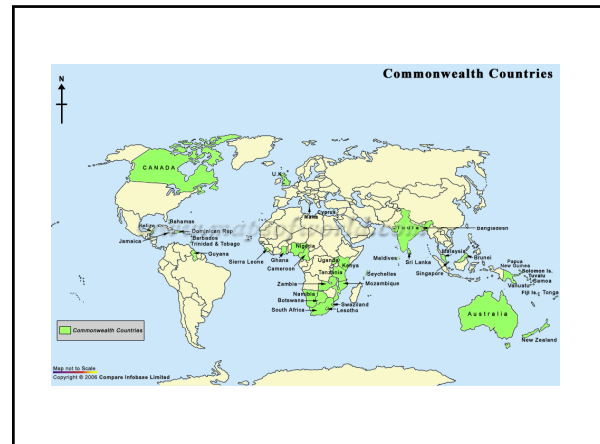 Commonwealth Countries
N
CANADA
U.K.
Cyprus
Malta
Bahamas
Belize
Dominican Rep
Jamaica
Barbados
Trinidad & Tobago
Guyana
India
Bangladesh
Nigeria
Sierra Leone
Ghana
Cameroon
Uganda
Kenya
Tanzania
Maldives
Seychelles
Sri Lanka
Malaysia
Brunei
Singapore
Papua
New Guinea
Solomon Is.
Tuvalu
Samoa
Vanuatu
Fiji Is.
Tonga
Zambia
Mozambique
Namibia
Botswana
Swaziland
South Africa
Lesotho
Australia
New Zealand
Commonwealth Countries
Map not to Scale
Copyright © 2006 Compare Infobase Limited